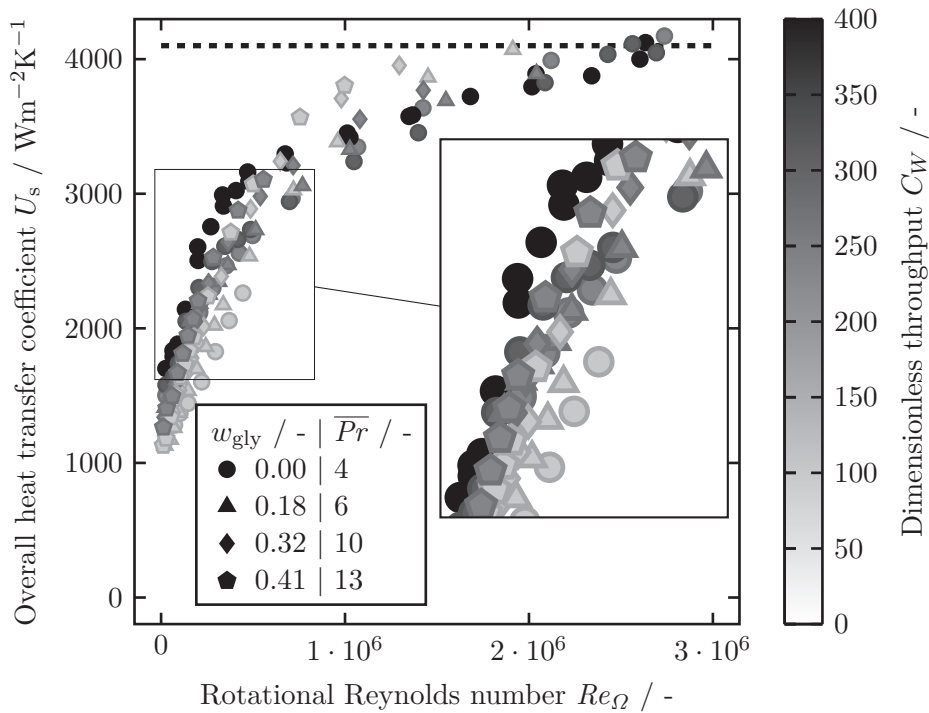 Overall heat transfer coefficient U_s / Wm^−2K^−1
4000
3000
2000
1000
0
0
1 · 10^6
2 · 10^6
3 · 10^6
Rotational Reynolds number Re_Ω / -
w_gly / - | \overline{Pr} / -
0.00 | 4
0.18 | 6
0.32 | 10
0.41 | 13
400
350
300
250
200
150
100
50
0
Dimensionless throughput C_W / -